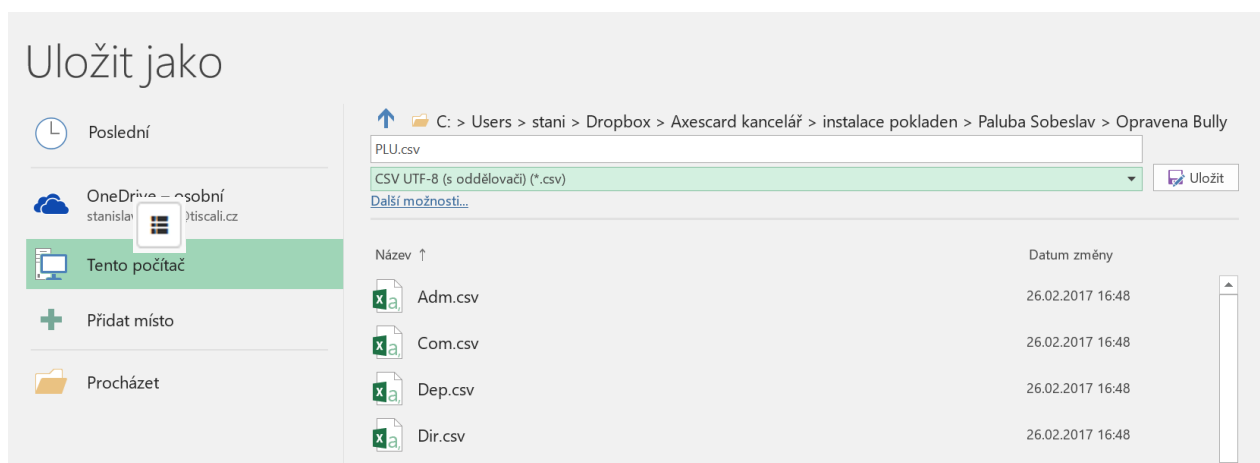 Uložit jako
Poslední
OneDrive – osobní
@tiscali.cz
Tento počítač
Přidat místo
Procházet
C: > Users > stani > Dropbox > Axescard kancelář > instalace pokladen > Paluba Sobeslav > Opravena Bully
PLU.csv
CSV UTF-8 (s oddělovači) (*.csv)
Uložit
Další možnosti...
Název ↑ Datum změny
Adm.csv 26.02.2017 16:48
Com.csv 26.02.2017 16:48
Dep.csv 26.02.2017 16:48
Dir.csv 26.02.2017 16:48